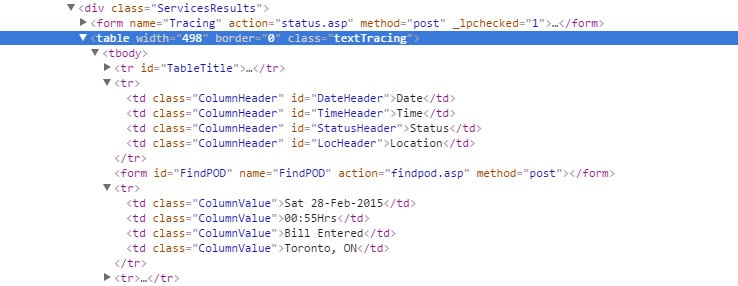 ▼<div class="ServicesResults">
▶<form name="Tracing" action="status.asp" method="post" _lpchecked="1">…</form>
▼<table width="498" border="0" class="textTracing">
▼<tbody>
▶<tr id="TableTitle">…</tr>
▼<tr>
<td class="ColumnHeader" id="DateHeader">Date</td>
<td class="ColumnHeader" id="TimeHeader">Time</td>
<td class="ColumnHeader" id="StatusHeader">Status</td>
<td class="ColumnHeader" id="LocHeader">Location</td>
</tr>
<form id="FindPOD" name="FindPOD" action="findpod.asp" method="post"></form>
▼<tr>
<td class="ColumnValue">Sat 28-Feb-2015</td>
<td class="ColumnValue">00:55Hrs</td>
<td class="ColumnValue">Bill Entered</td>
<td class="ColumnValue">Toronto, ON</td>
</tr>
▶<tr>…</tr>